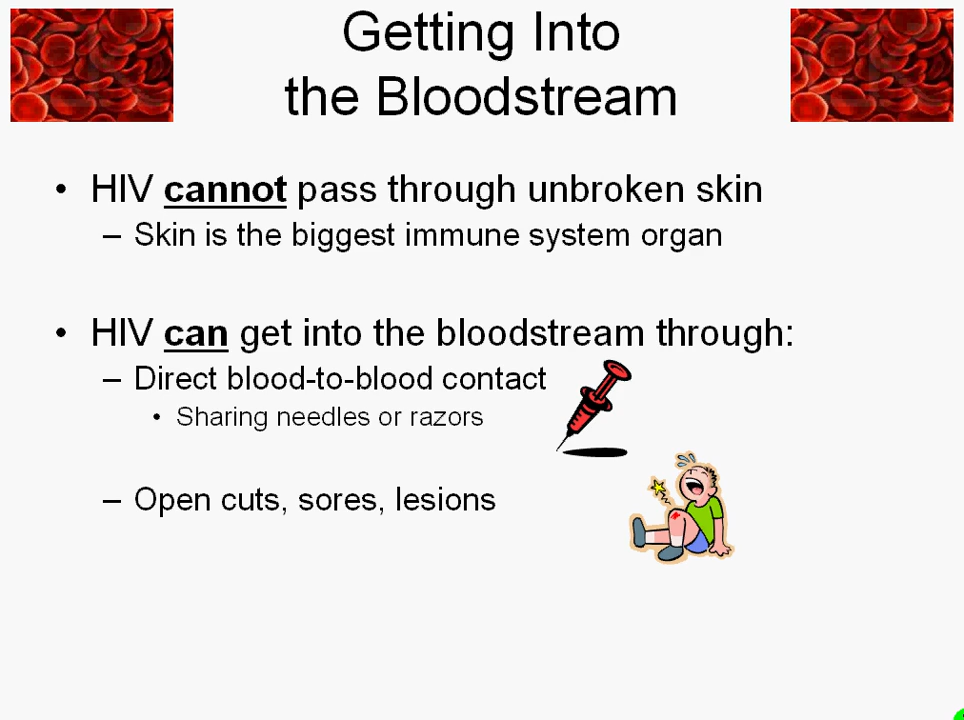 Getting Into
the Bloodstream
• HIV cannot pass through unbroken skin
– Skin is the biggest immune system organ
• HIV can get into the bloodstream through:
– Direct blood-to-blood contact
• Sharing needles or razors
– Open cuts, sores, lesions